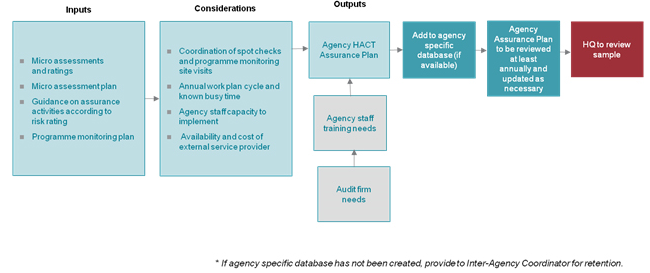 Inputs
Considerations
Outputs
Micro assessments
and ratings
Micro assessment plan
Guidance on assurance
activities according to
risk rating
Programme monitoring plan
Coordination of spot checks
and programme monitoring
site visits
Annual work plan cycle and
known busy time
Agency staff capacity to
implement
Availability and cost of
external service provider
Agency HACT
Assurance Plan
Agency staff
training needs
Audit firm
needs
Add to agency
specific
database (if
available)
Agency
Assurance Plan
to be reviewed
at least
annually and
updated as
necessary
HQ to review
sample
* If agency specific database has not been created, provide to Inter-Agency Coordinator for retention.